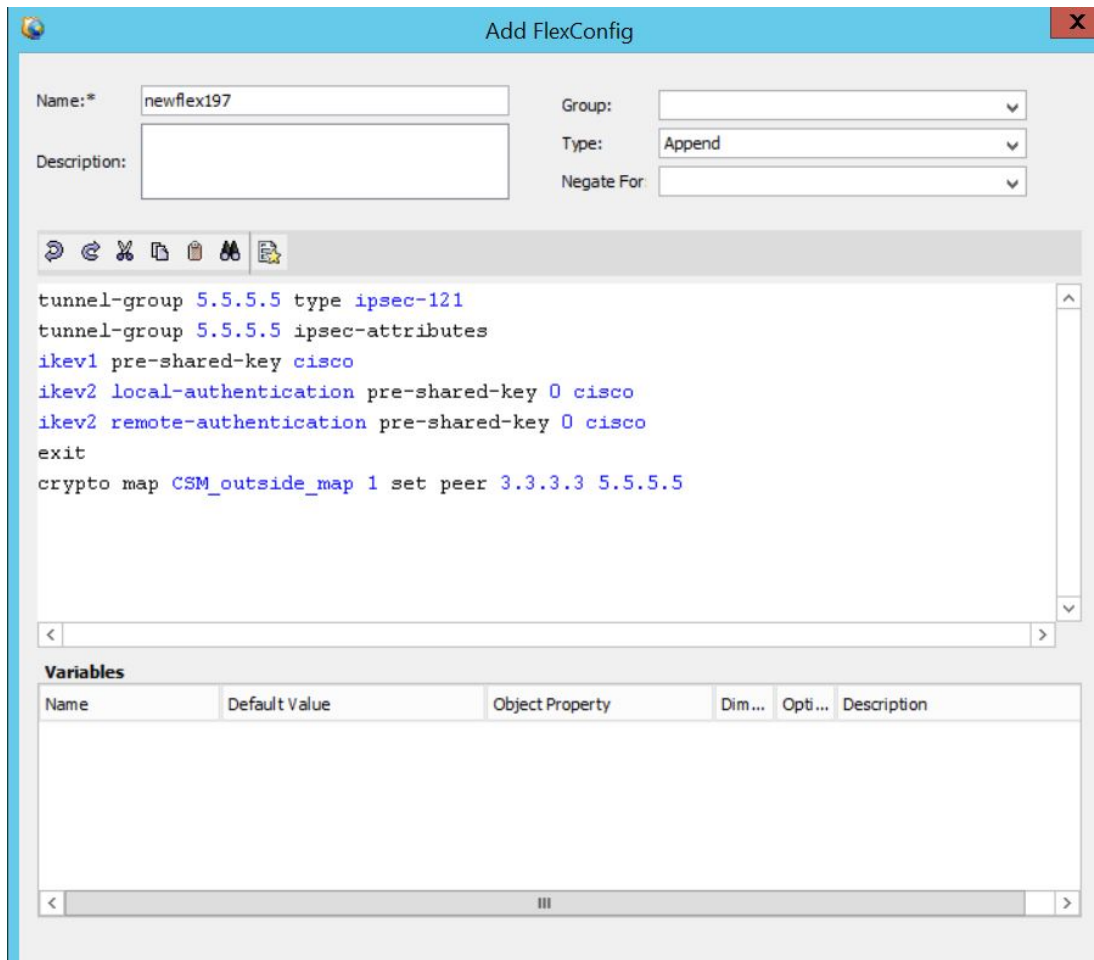 Add FlexConfig
X
Name:* newflex197
Group:
Description:
Type: Append
Negate For:
tunnel-group 5.5.5.5 type ipsec-121
tunnel-group 5.5.5.5 ipsec-attributes
ikev1 pre-shared-key cisco
ikev2 local-authentication pre-shared-key 0 cisco
ikev2 remote-authentication pre-shared-key 0 cisco
exit
crypto map CSM_outside_map 1 set peer 3.3.3.3 5.5.5.5
Variables
Name Default Value Object Property Dim... Opti... Description